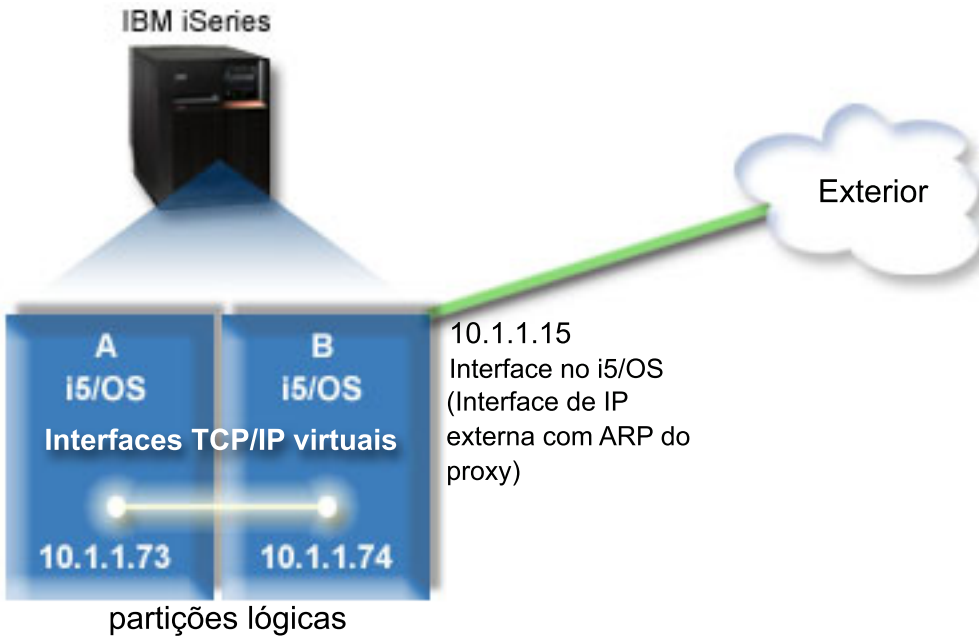 IBM iSeries
Exterior
A
i5/OS
B
i5/OS
Interfaces TCP/IP virtuais
10.1.1.73
10.1.1.74
10.1.1.15
Interface no i5/OS
(Interface de IP
externa com ARP do
proxy)
partições lógicas